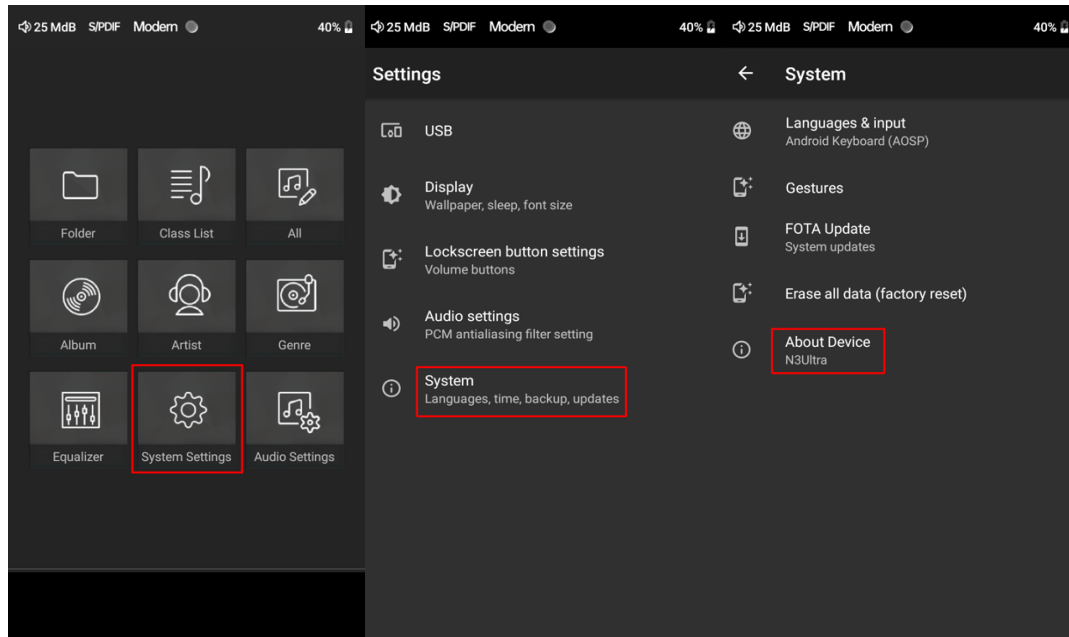 25 MdB S/PDIF Modern 40%
Folder Class List All
Album Artist Genre
Equalizer System Settings Audio Settings
25 MdB S/PDIF Modern 40%
Settings
USB
Display
Wallpaper, sleep, font size
Lockscreen button settings
Volume buttons
Audio settings
PCM antialiasing filter setting
System
Languages, time, backup, updates
25 MdB S/PDIF Modern 40%
System
Languages & input
Android Keyboard (AOSP)
Gestures
FOTA Update
System updates
Erase all data (factory reset)
About Device
N3Ultra